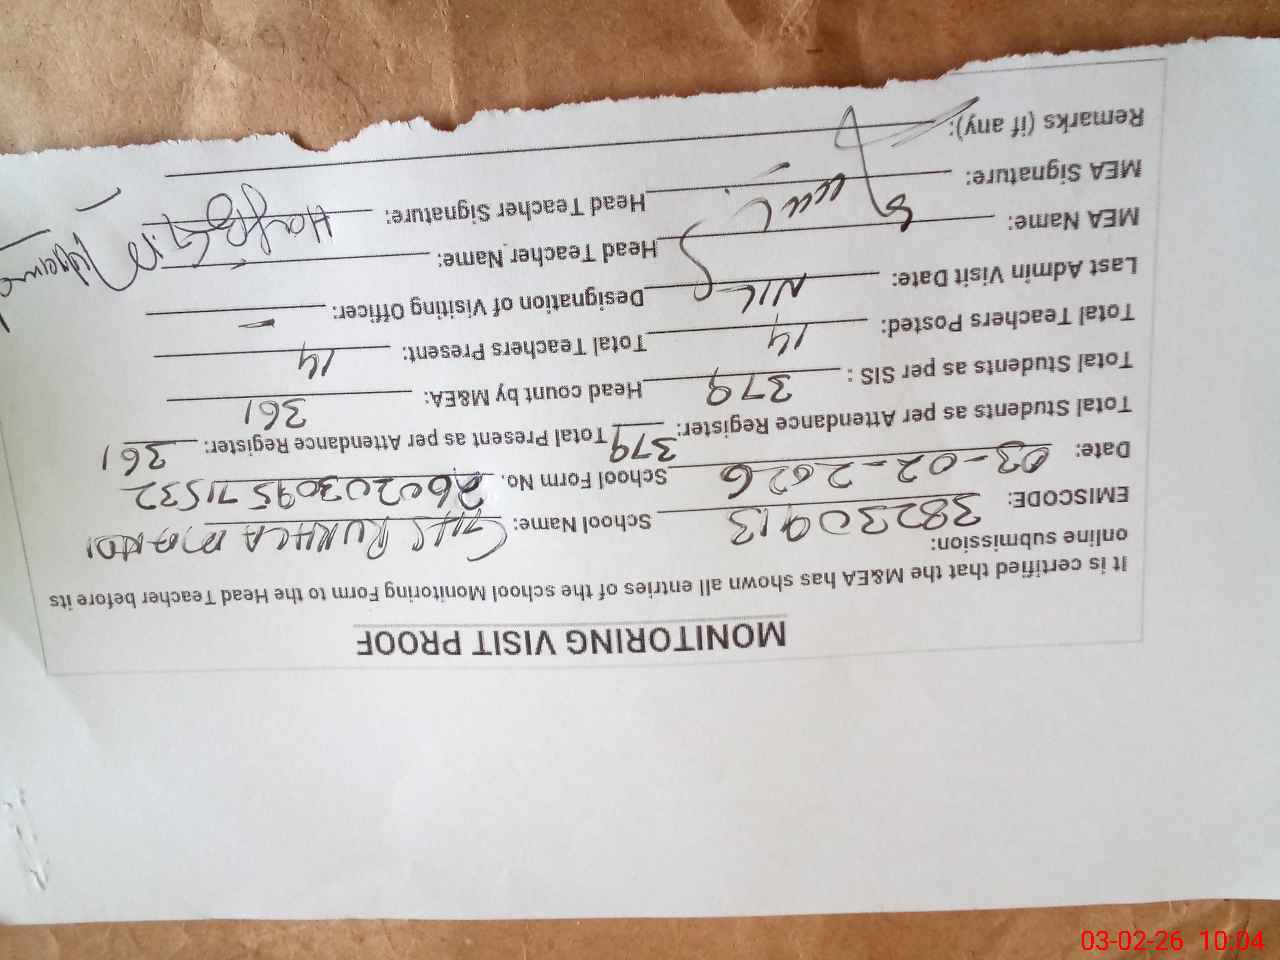 MONITORING VISIT PROOF
It is certified that the M&EA has shown all entries of the school Monitoring Form to the Head Teacher before its
online submission:
EMISCODE: 38230913 School Name: GHS RUKHLA MANDI
Date: 03-02-2026 School Form No. 2602030957 1532
Total Students as per Attendance Register: 379 Total Present as per Attendance Register: 361
Total Students as per SIS : 379 Head count by M&EA: 361
Total Teachers Posted: 14 Total Teachers Present: 14
Last Admin Visit Date: NIL Designation of Visiting Officer: -
MEA Name: Head Teacher Name:
MEA Signature: Head Teacher Signature:
Remarks (if any):
03-02-26 10:04